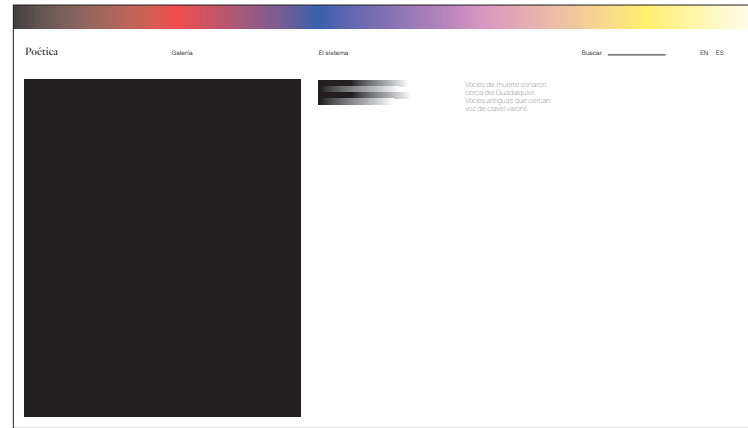 Poética
Galería
El sistema
Buscar
EN ES
Voces de muerte sonaron
cerca del Guadalquivir.
Voces antiguas que cercan
voz de clavel varonil.